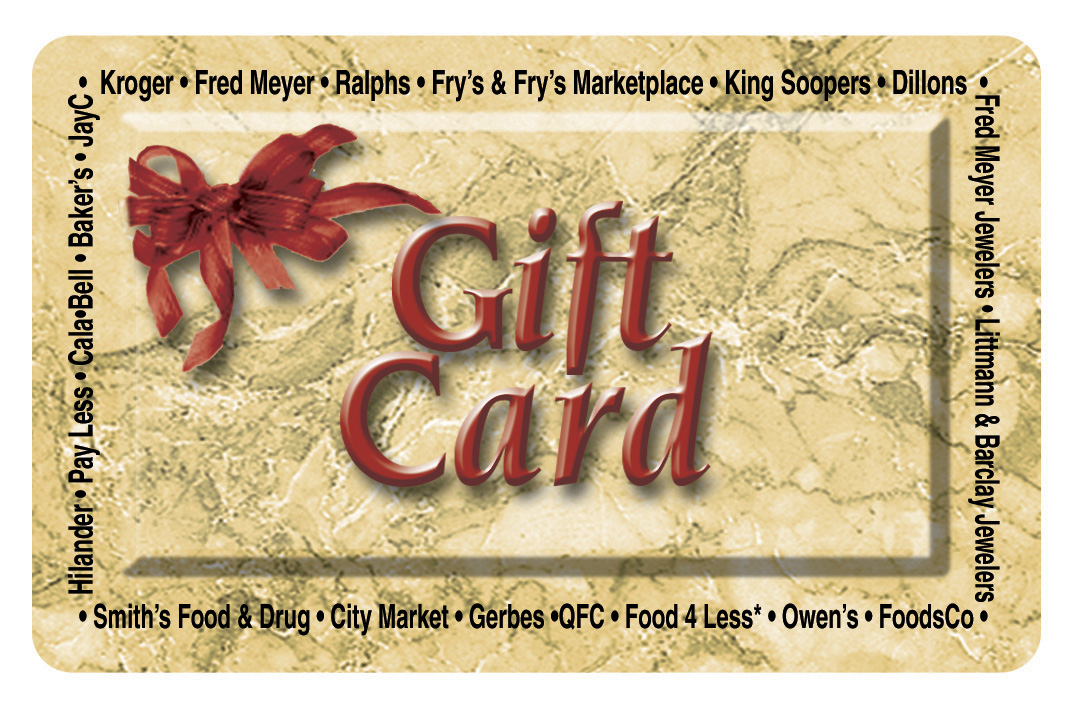 • Kroger • Fred Meyer • Ralphs • Fry's & Fry's Marketplace • King Soopers • Dillons •
Fred Meyer Jewelers • Littmann & Barclay Jewelers
Hilander • Pay Less • Cala•Bell • Baker's • JayC
Gift
Card
• Smith's Food & Drug • City Market • Gerbes •QFC • Food 4 Less* • Owen's • FoodsCo •